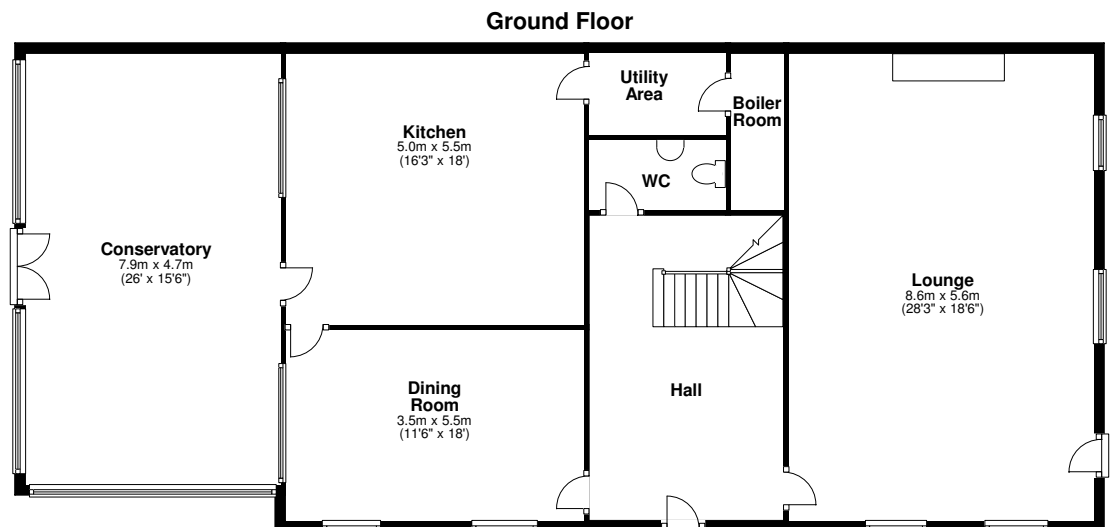 Ground Floor
Utility
Area
Boiler
Room
Kitchen
5.0m x 5.5m
(16'3" x 18')
WC
Conservatory
7.9m x 4.7m
(26' x 15'6")
Lounge
8.6m x 5.6m
(28'3" x 18'6")
Dining
Room
3.5m x 5.5m
(11'6" x 18')
Hall